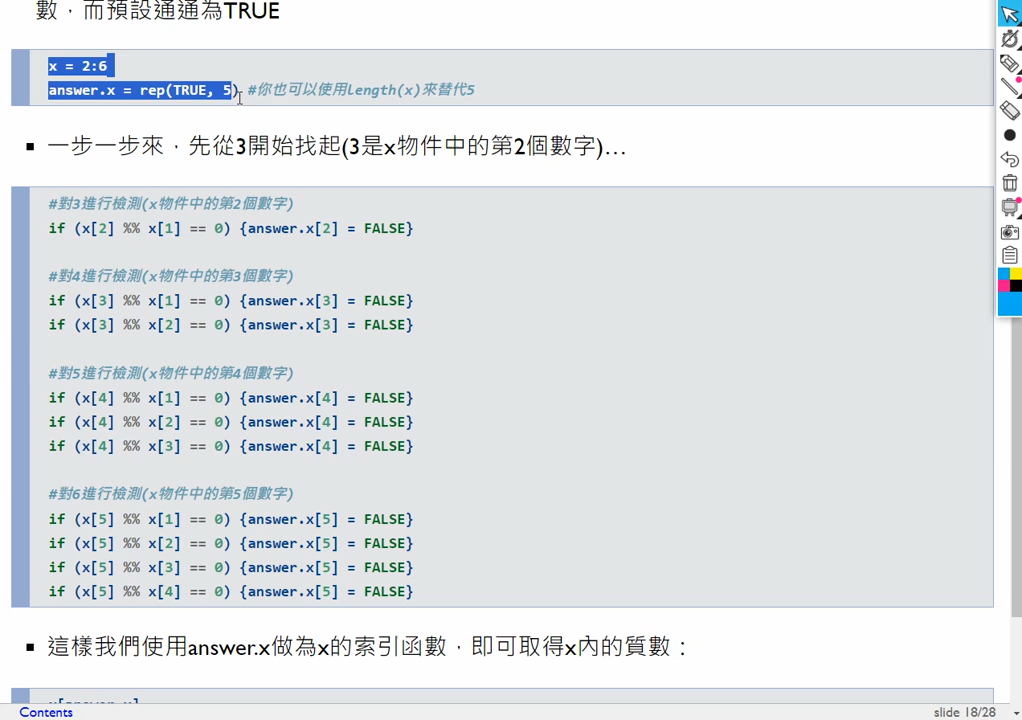 數，而預設通通為TRUE
x = 2:6
answer.x = rep(TRUE, 5) #你也可以使用length(x)來替代5
▪ 一步一步來，先從3開始找起(3是x物件中的第2個數字)…
#對3進行檢測(x物件中的第2個數字)
if (x[2] %% x[1] == 0) {answer.x[2] = FALSE}
#對4進行檢測(x物件中的第3個數字)
if (x[3] %% x[1] == 0) {answer.x[3] = FALSE}
if (x[3] %% x[2] == 0) {answer.x[3] = FALSE}
#對5進行檢測(x物件中的第4個數字)
if (x[4] %% x[1] == 0) {answer.x[4] = FALSE}
if (x[4] %% x[2] == 0) {answer.x[4] = FALSE}
if (x[4] %% x[3] == 0) {answer.x[4] = FALSE}
#對6進行檢測(x物件中的第5個數字)
if (x[5] %% x[1] == 0) {answer.x[5] = FALSE}
if (x[5] %% x[2] == 0) {answer.x[5] = FALSE}
if (x[5] %% x[3] == 0) {answer.x[5] = FALSE}
if (x[5] %% x[4] == 0) {answer.x[5] = FALSE}
▪ 這樣我們使用answer.x做為x的索引函數，即可取得x內的質數：
Contents
slide 18/28